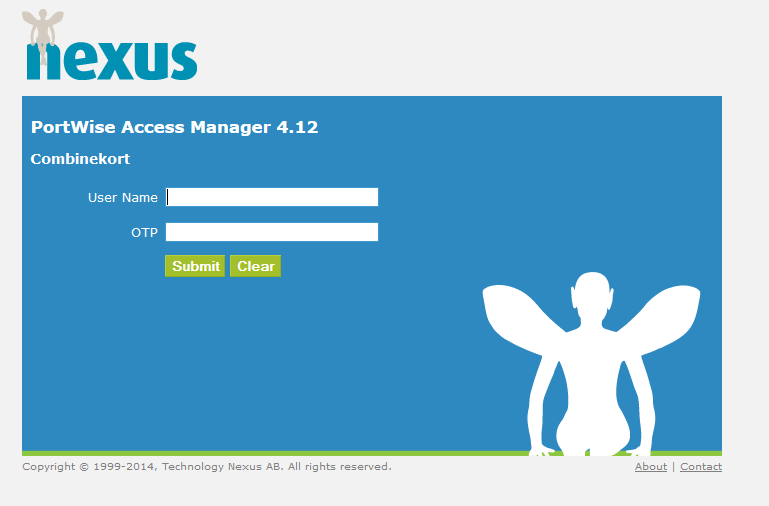 nexus
PortWise Access Manager 4.12
Combinekort
User Name
OTP
Submit Clear
Copyright © 1999-2014, Technology Nexus AB. All rights reserved. About | Contact